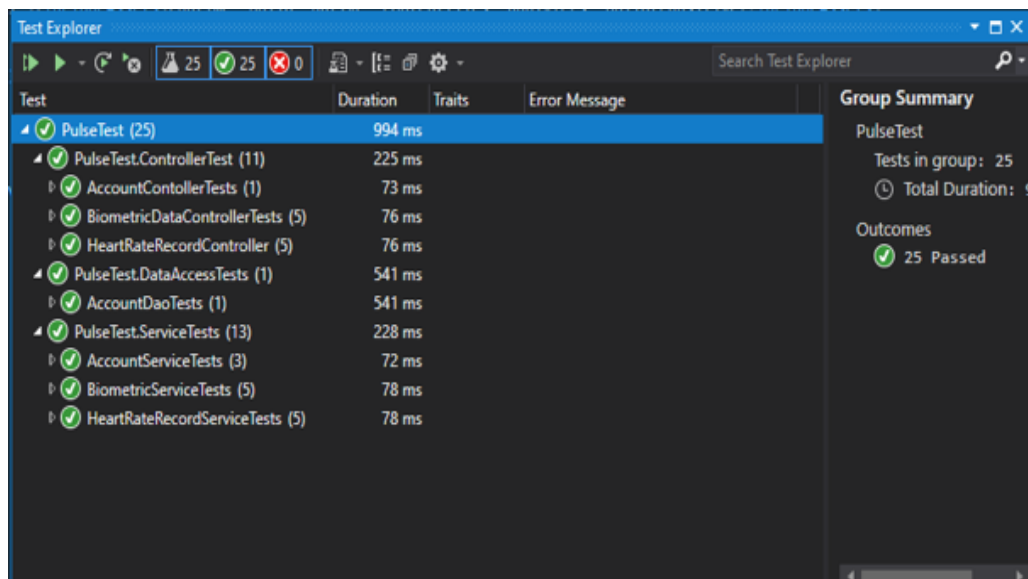 Test Explorer
25 25 0
Search Test Explorer
Test Duration Traits Error Message
PulseTest (25) 994 ms
PulseTest.ControllerTest (11) 225 ms
AccountContollerTests (1) 73 ms
BiometricDataControllerTests (5) 76 ms
HeartRateRecordController (5) 76 ms
PulseTest.DataAccessTests (1) 541 ms
AccountDaoTests (1) 541 ms
PulseTest.ServiceTests (13) 228 ms
AccountServiceTests (3) 72 ms
BiometricServiceTests (5) 78 ms
HeartRateRecordServiceTests (5) 78 ms
Group Summary
PulseTest
Tests in group: 25
Total Duration:
Outcomes
25 Passed